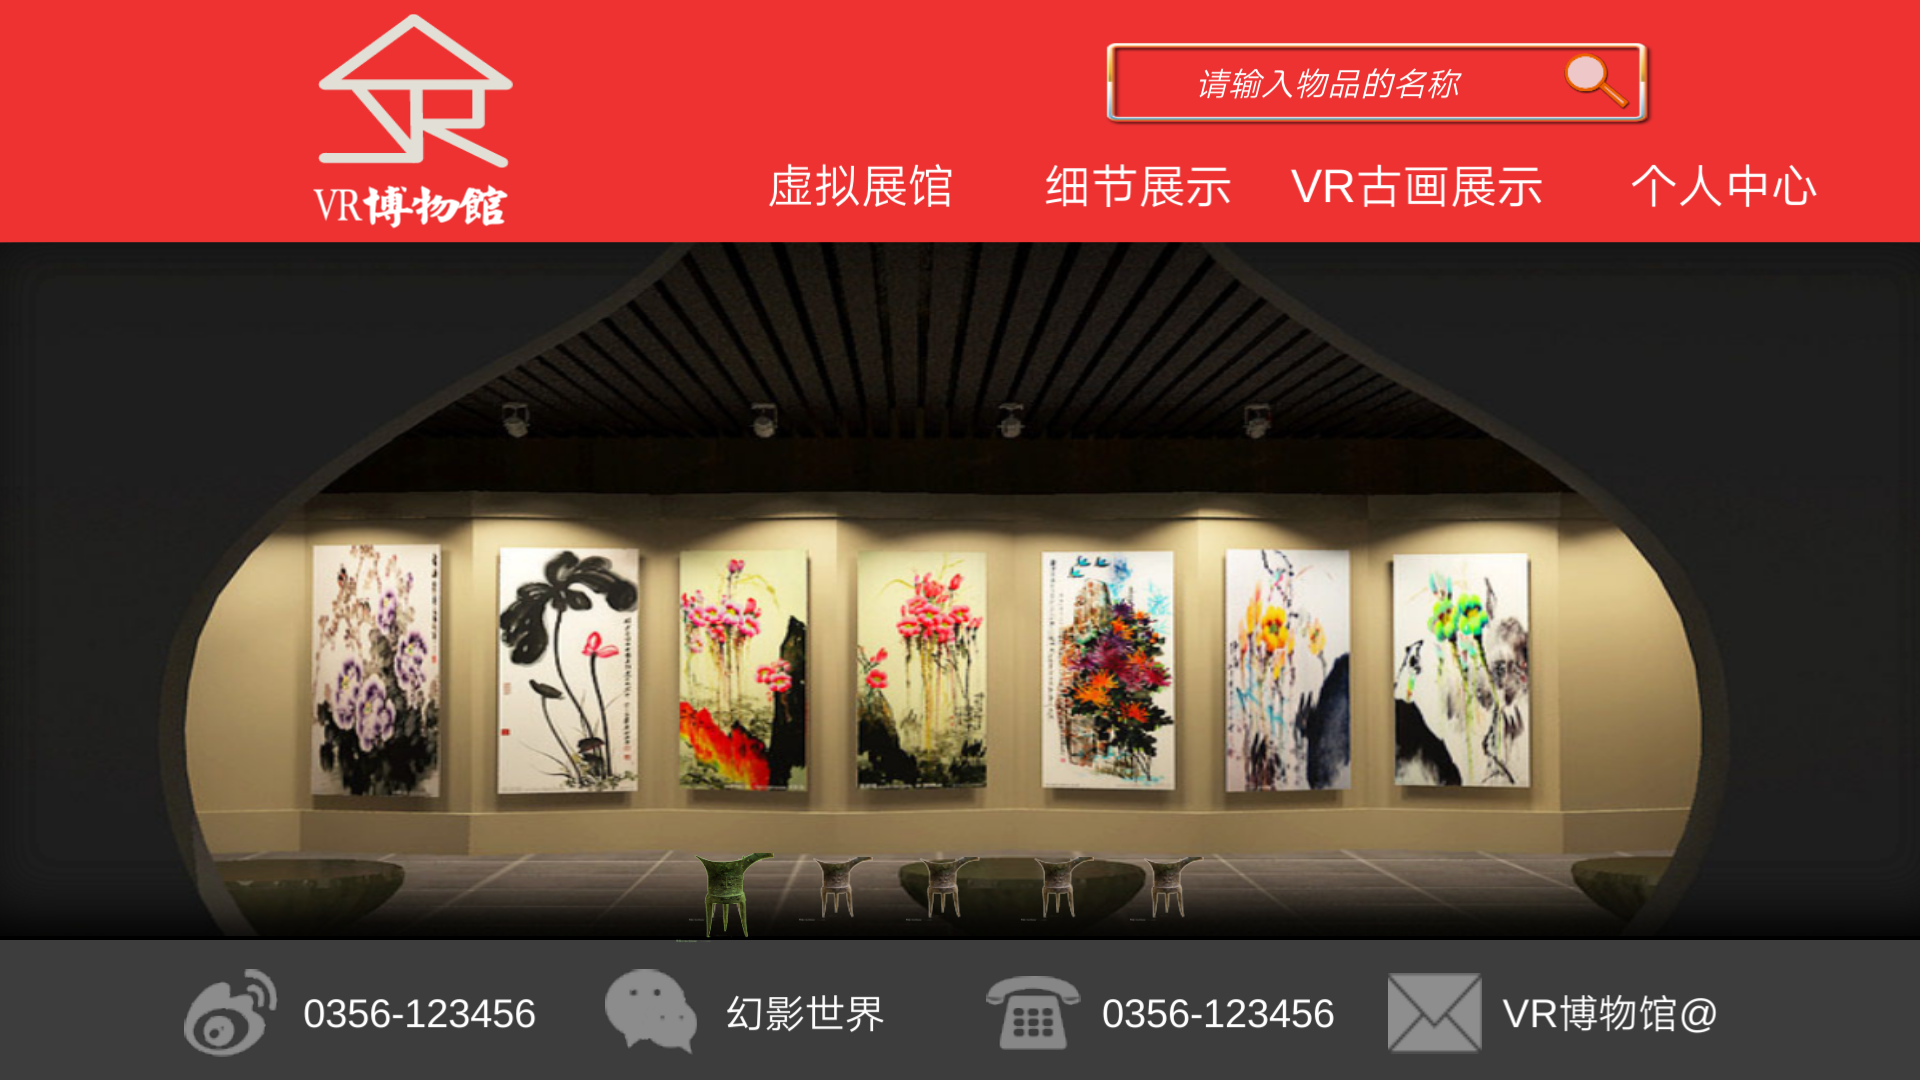 请输入物品的名称
VR博物馆
虚拟展馆 细节展示 VR古画展示 个人中心
0356-123456 幻影世界 0356-123456 VR博物馆@